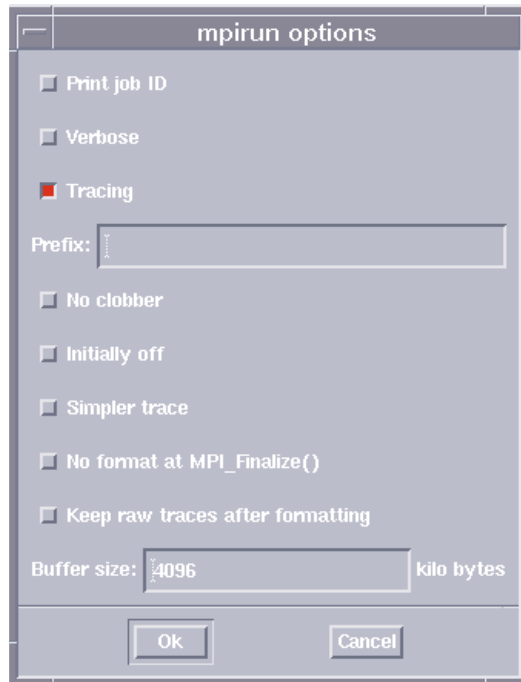 mpirun options
Print job ID
Verbose
Tracing
Prefix:
No clobber
Initially off
Simpler trace
No format at MPI_Finalize()
Keep raw traces after formatting
Buffer size: 4096 kilo bytes
Ok Cancel